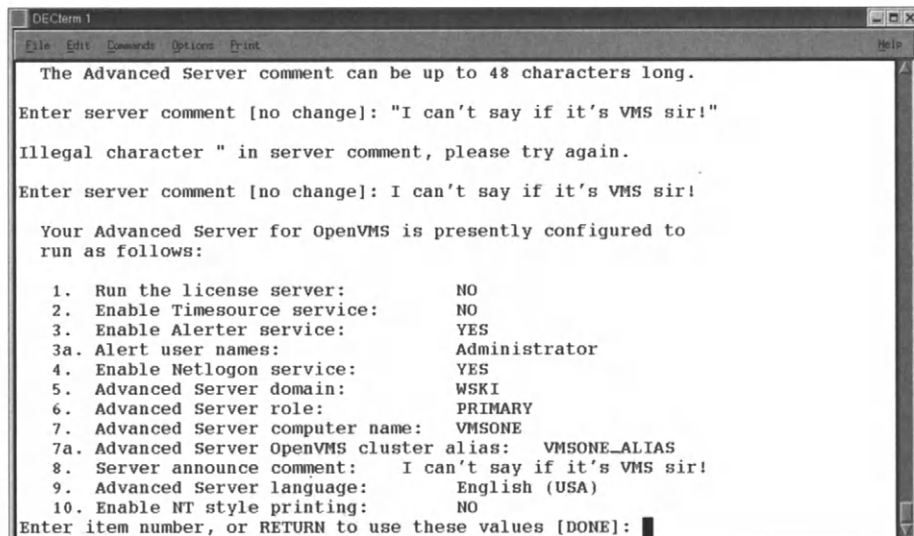 DECterm 1
File Edit Commands Options Print Help
The Advanced Server comment can be up to 48 characters long.
Enter server comment [no change]: "I can't say if it's VMS sir!"
Illegal character " in server comment, please try again.
Enter server comment [no change]: I can't say if it's VMS sir!
Your Advanced Server for OpenVMS is presently configured to
run as follows:
1. Run the license server: NO
2. Enable Timesource service: NO
3. Enable Alerter service: YES
3a. Alert user names: Administrator
4. Enable Netlogon service: YES
5. Advanced Server domain: WSKI
6. Advanced Server role: PRIMARY
7. Advanced Server computer name: VMSONE
7a. Advanced Server OpenVMS cluster alias: VMSONE_ALIAS
8. Server announce comment: I can't say if it's VMS sir!
9. Advanced Server language: English (USA)
10. Enable NT style printing: NO
Enter item number, or RETURN to use these values [DONE]: